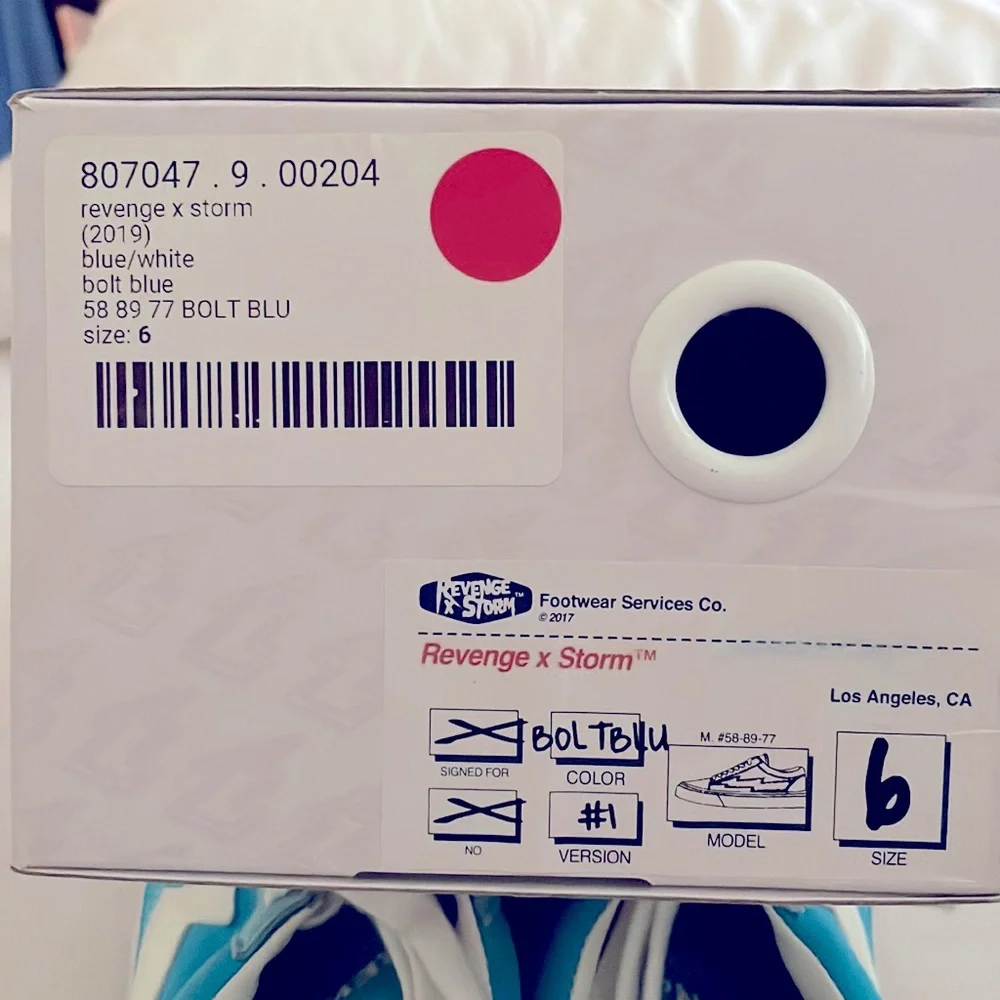 807047 . 9 . 00204
revenge x storm
(2019)
blue/white
bolt blue
58 89 77 BOLT BLU
size: 6
REVENGE X STORM™
Footwear Services Co.
© 2017
Revenge x Storm™
Los Angeles, CA
BOLTBLU
M. #58-89-77
6
SIGNED FOR
COLOR
#1
NO
VERSION
MODEL
SIZE